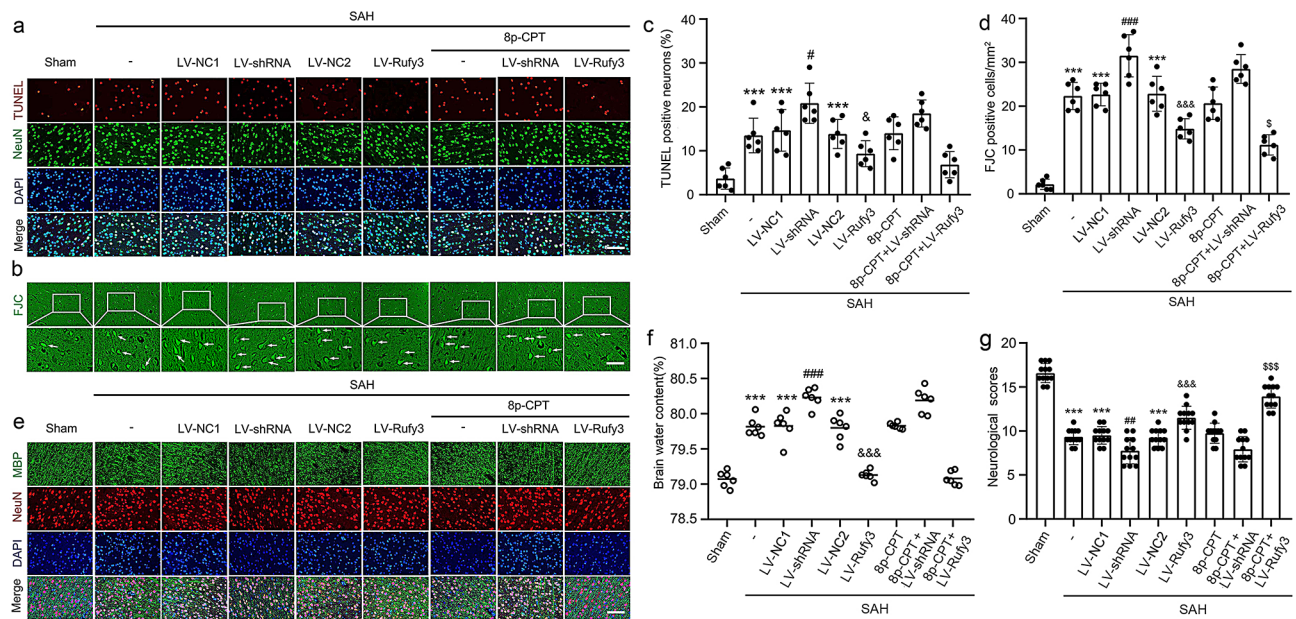 a
SAH
8p-CPT
Sham - LV-NC1 LV-shRNA LV-NC2 LV-Rufy3 - LV-shRNA LV-Rufy3
TUNEL
NeuN
DAPI
Merge
b
FJC
SAH
8p-CPT
e
Sham - LV-NC1 LV-shRNA LV-NC2 LV-Rufy3 - LV-shRNA LV-Rufy3
MBP
NeuN
DAPI
Merge
c
TUNEL positive neurons (%)
40
30
20
10
0
*** *** # *** &
Sham - LV-NC1 LV-shRNA LV-NC2 LV-Rufy3 8p-CPT 8p-CPT+LV-shRNA 8p-CPT+LV-Rufy3
SAH
d
FJC positive cells/mm²
40
30
20
10
0
*** *** ### *** &&& $
Sham - LV-NC1 LV-shRNA LV-NC2 LV-Rufy3 8p-CPT 8p-CPT+LV-shRNA 8p-CPT+LV-Rufy3
SAH
f
Brain water content(%)
81.0
80.5
80.0
79.5
79.0
78.5
*** *** ### *** &&&
Sham - LV-NC1 LV-shRNA LV-NC2 LV-Rufy3 8p-CPT 8p-CPT+ LV-shRNA 8p-CPT+ LV-Rufy3
SAH
g
Neurological scores
20
15
10
5
0
*** *** ## *** &&& $$$
Sham - LV-NC1 LV-shRNA LV-NC2 LV-Rufy3 8p-CPT 8p-CPT+ LV-shRNA 8p-CPT+ LV-Rufy3
SAH